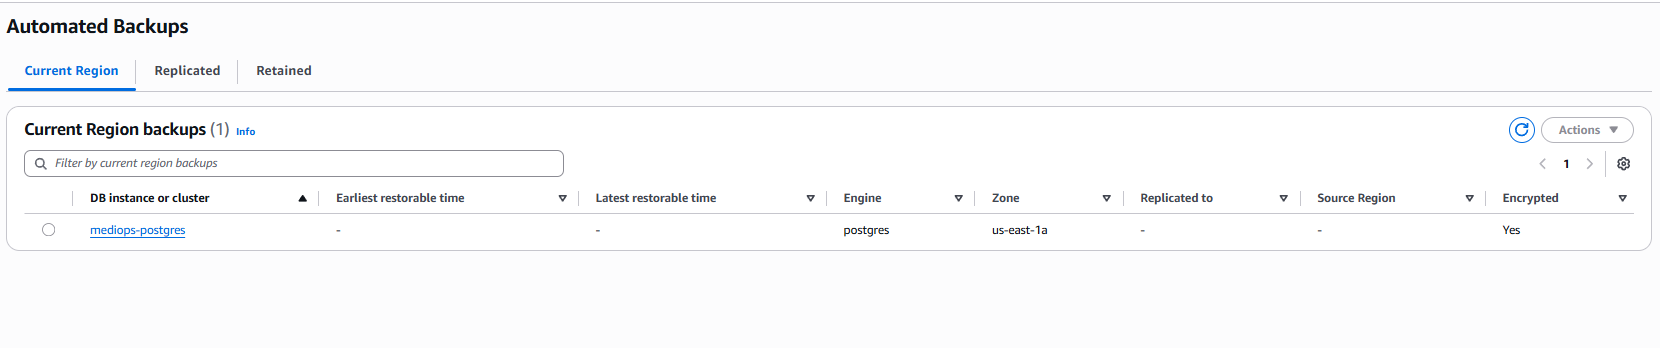 Automated Backups
Current Region Replicated Retained
Current Region backups (1) Info
Actions
Filter by current region backups
1
DB instance or cluster Earliest restorable time Latest restorable time Engine Zone Replicated to Source Region Encrypted
mediops-postgres - - postgres us-east-1a - - Yes